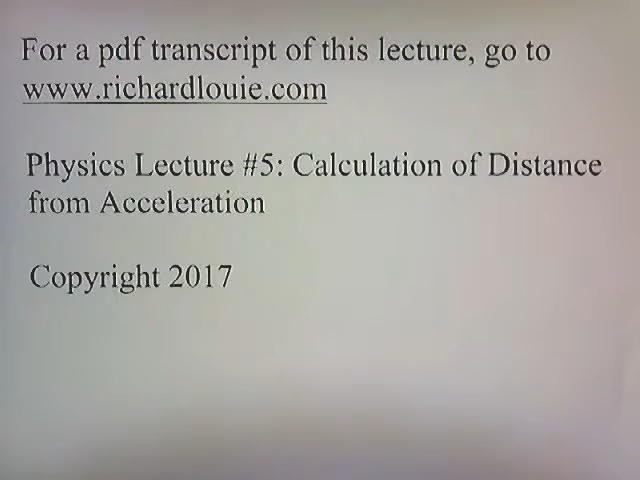 For a pdf transcript of this lecture, go to
www.richardlouie.com
Physics Lecture #5: Calculation of Distance
from Acceleration
Copyright 2017